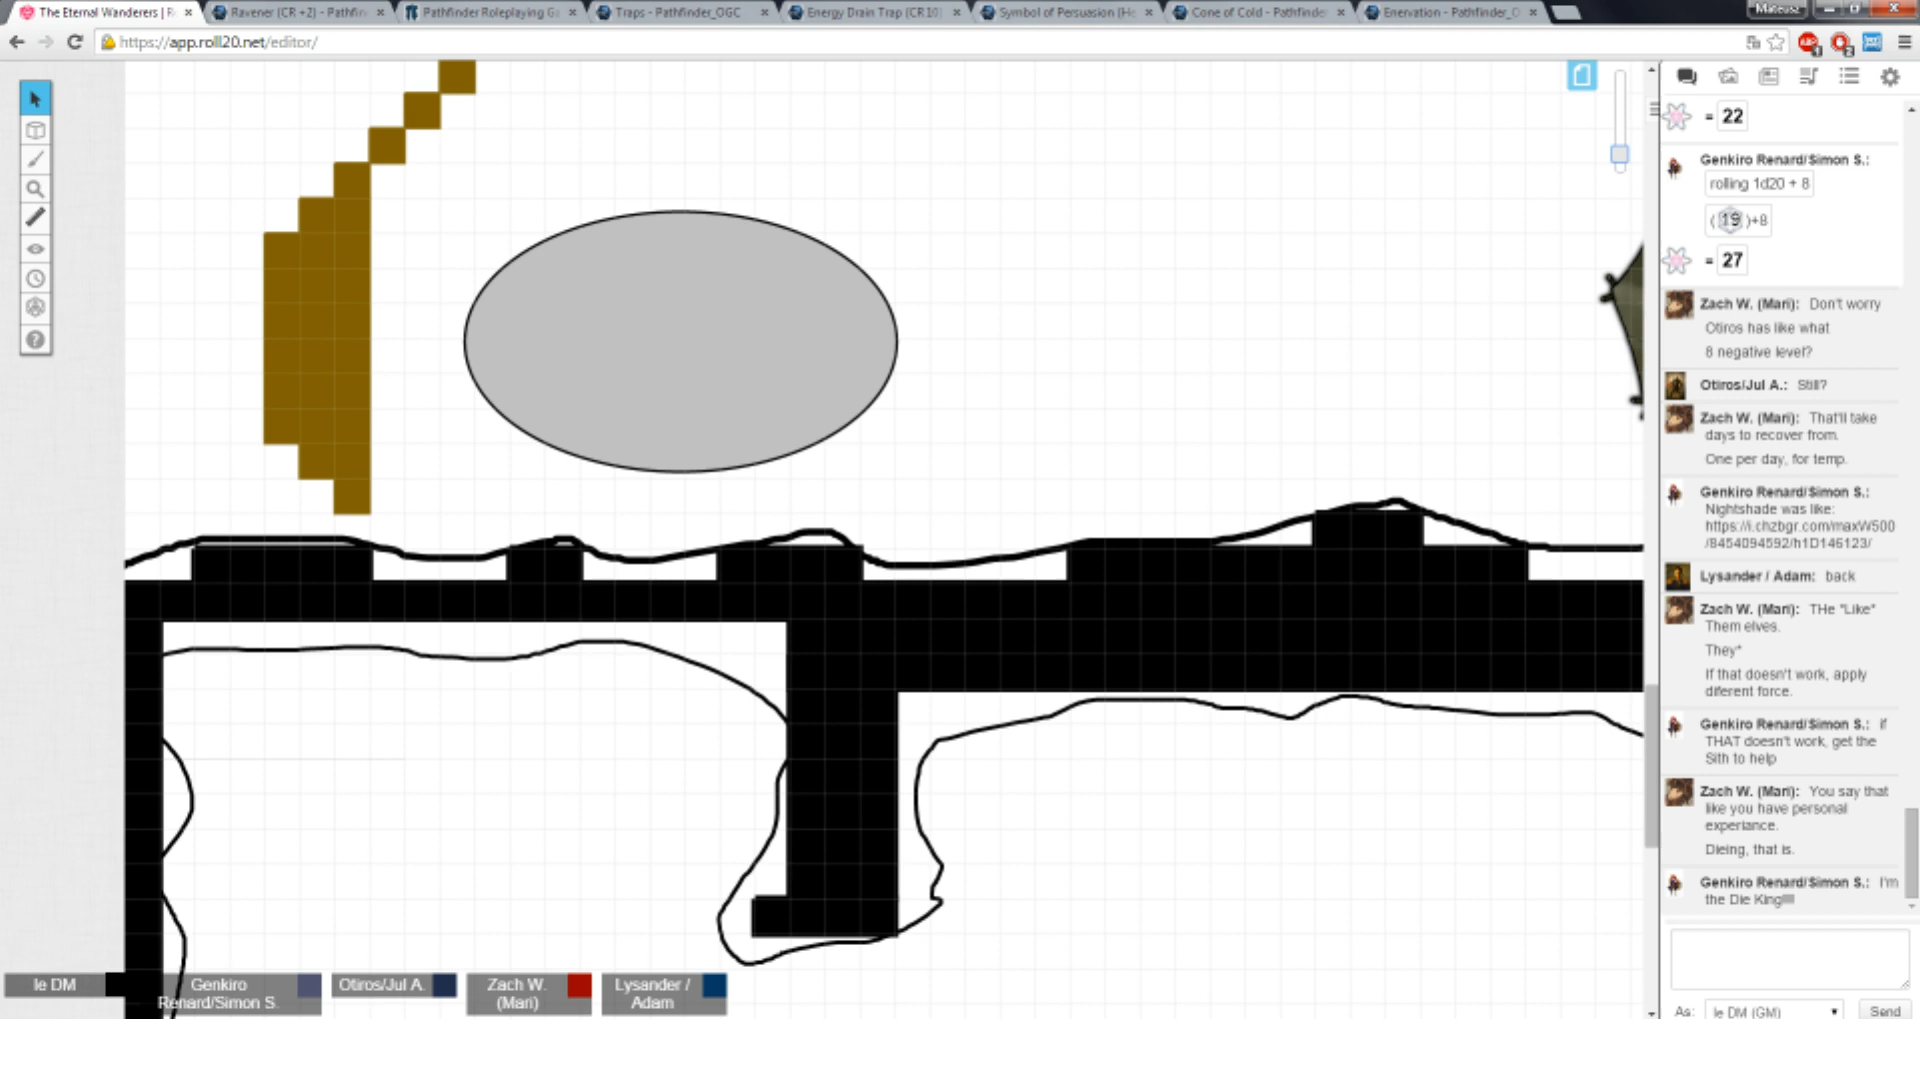 The Eternal Wanderers | R
Ravener (CR +2) - Pathfin
Pathfinder Roleplaying G
Traps - Pathfinder_OGC
Energy Drain Trap (CR10)
Symbol of Persuasion (H
Cone of Cold - Pathfinder
Enervation - Pathfinder_O
Mateusz
https://app.roll20.net/editor/
= 22
Genkiro Renard/Simon S.:
rolling 1d20 + 8
(19)+8
= 27
Zach W. (Mari): Don't worry
Otiros has like what
8 negative level?
Otiros/Jul A.: Still?
Zach W. (Mari): That'll take
days to recover from.
One per day, for temp.
Genkiro Renard/Simon S.:
Nightshade was like:
https://i.chzbgr.com/maxW500
/8454094592/h1D146123/
Lysander / Adam: back
Zach W. (Mari): THe "Like"
Them elves.
They*
If that doesn't work, apply
diferent force.
Genkiro Renard/Simon S.: if
THAT doesn't work, get the
Sith to help
Zach W. (Mari): You say that
like you have personal
experiance.
Dieing, that is.
Genkiro Renard/Simon S.: I'm
the Die King!!!!
le DM
Genkiro
Renard/Simon S.
Otiros/Jul A.
Zach W.
(Mari)
Lysander /
Adam
As: le DM (GM)
Send